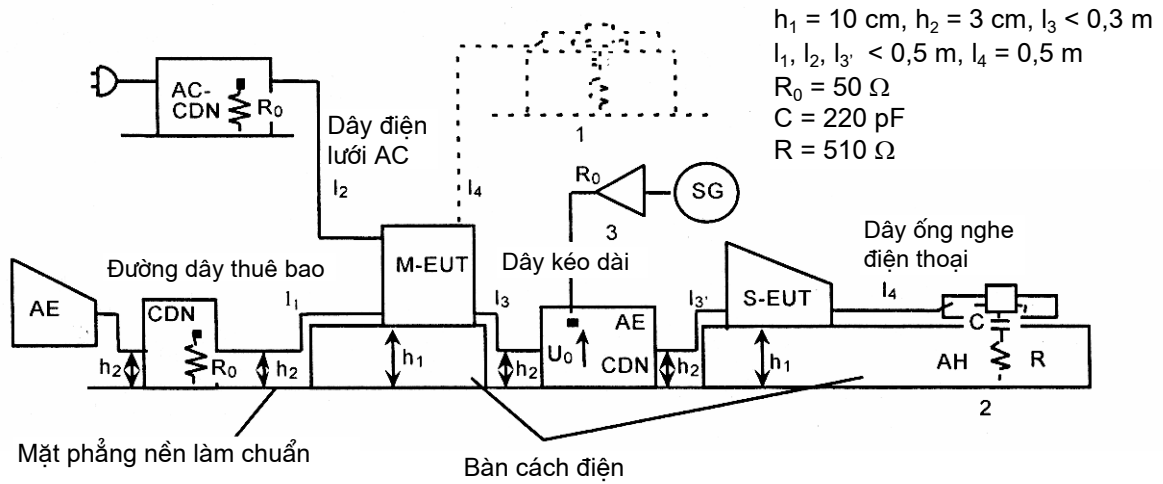 h₁ = 10 cm, h₂ = 3 cm, l₃ < 0,3 m
l₁, l₂, l₃' < 0,5 m, l₄ = 0,5 m
R₀ = 50 Ω
C = 220 pF
R = 510 Ω
AC-
CDN
R₀
1
Dây điện
lưới AC
l₂
l₄
R₀
SG
3
Dây ống nghe
điện thoại
Đường dây thuê bao
M-EUT
Dây kéo dài
AE
CDN
l₁
l₃
AE
l₃'
S-EUT
l₄
C
h₂
R₀
h₂
h₁
h₂
U₀
CDN
h₂
h₁
AH
R
2
Mặt phẳng nền làm chuẩn
Bàn cách điện